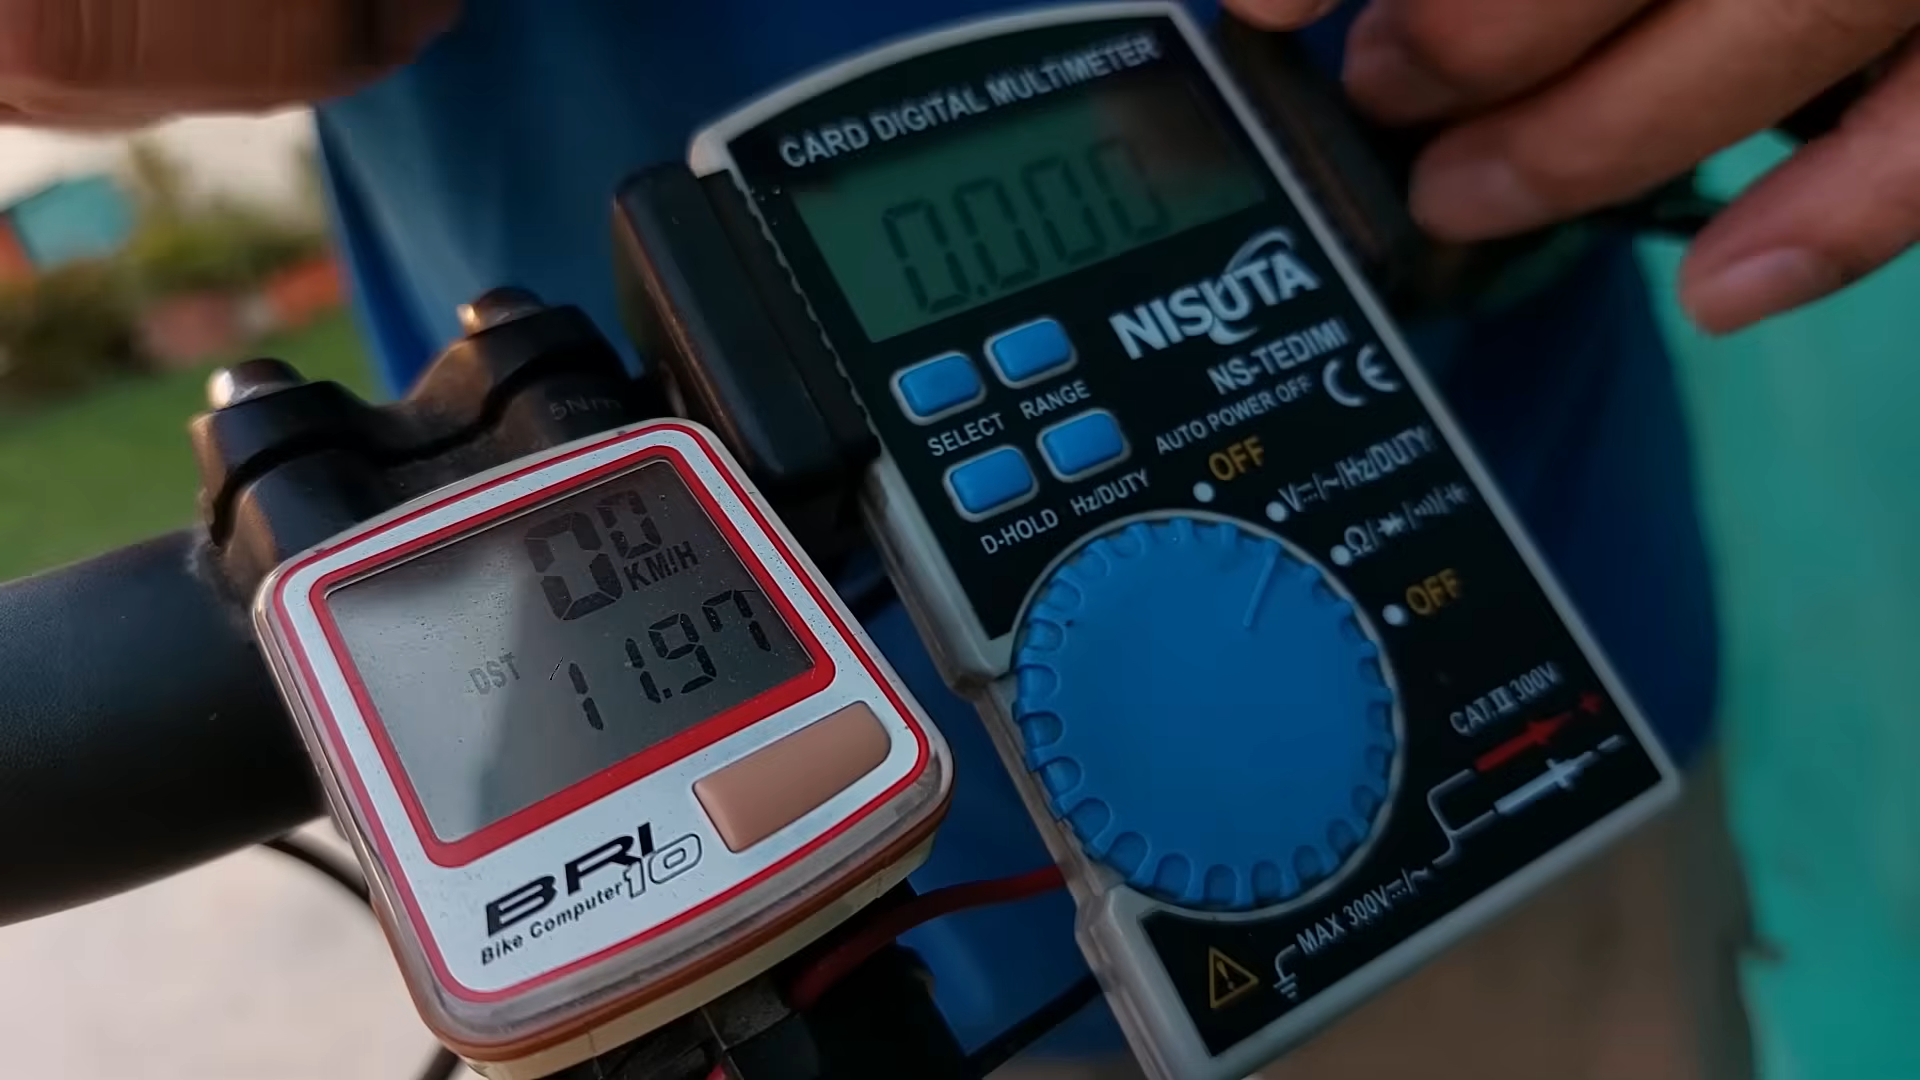 CARD DIGITAL MULTIMETER
0.000
NISUTA
NS-TEDIMI
CE
AUTO POWER OFF
SELECT
RANGE
D-HOLD
Hz/DUTY
OFF
V⎓/~/Hz/DUTY
OFF
CAT.II 300V
MAX 300V⎓/~
5Nm
00
KM/H
DST
11.97
BRI
10
Bike Computer